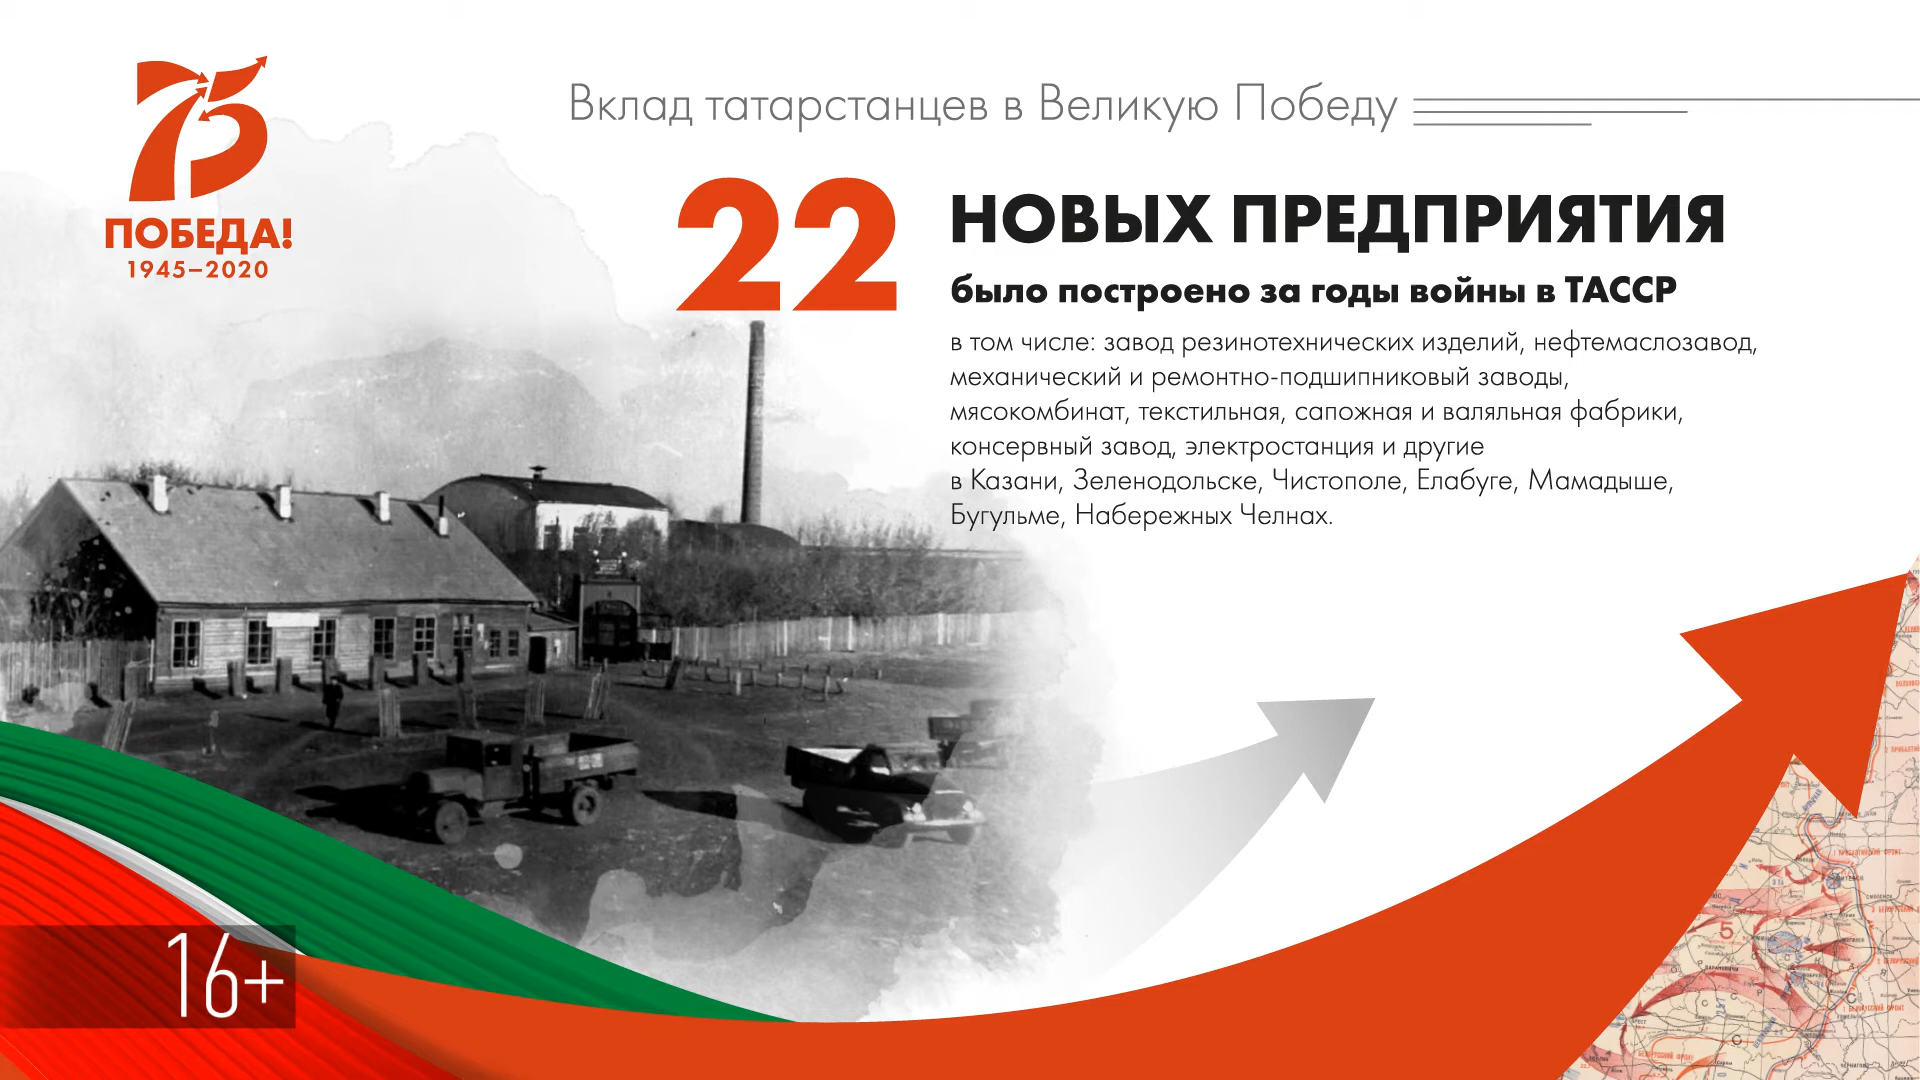 75
ПОБЕДА!
1945–2020
Вклад татарстанцев в Великую Победу
22 НОВЫХ ПРЕДПРИЯТИЯ
было построено за годы войны в ТАССР
в том числе: завод резинотехнических изделий, нефтемаслозавод,
механический и ремонтно-подшипниковый заводы,
мясокомбинат, текстильная, сапожная и валяльная фабрики,
консервный завод, электростанция и другие
в Казани, Зеленодольске, Чистополе, Елабуге, Мамадыше,
Бугульме, Набережных Челнах.
16+